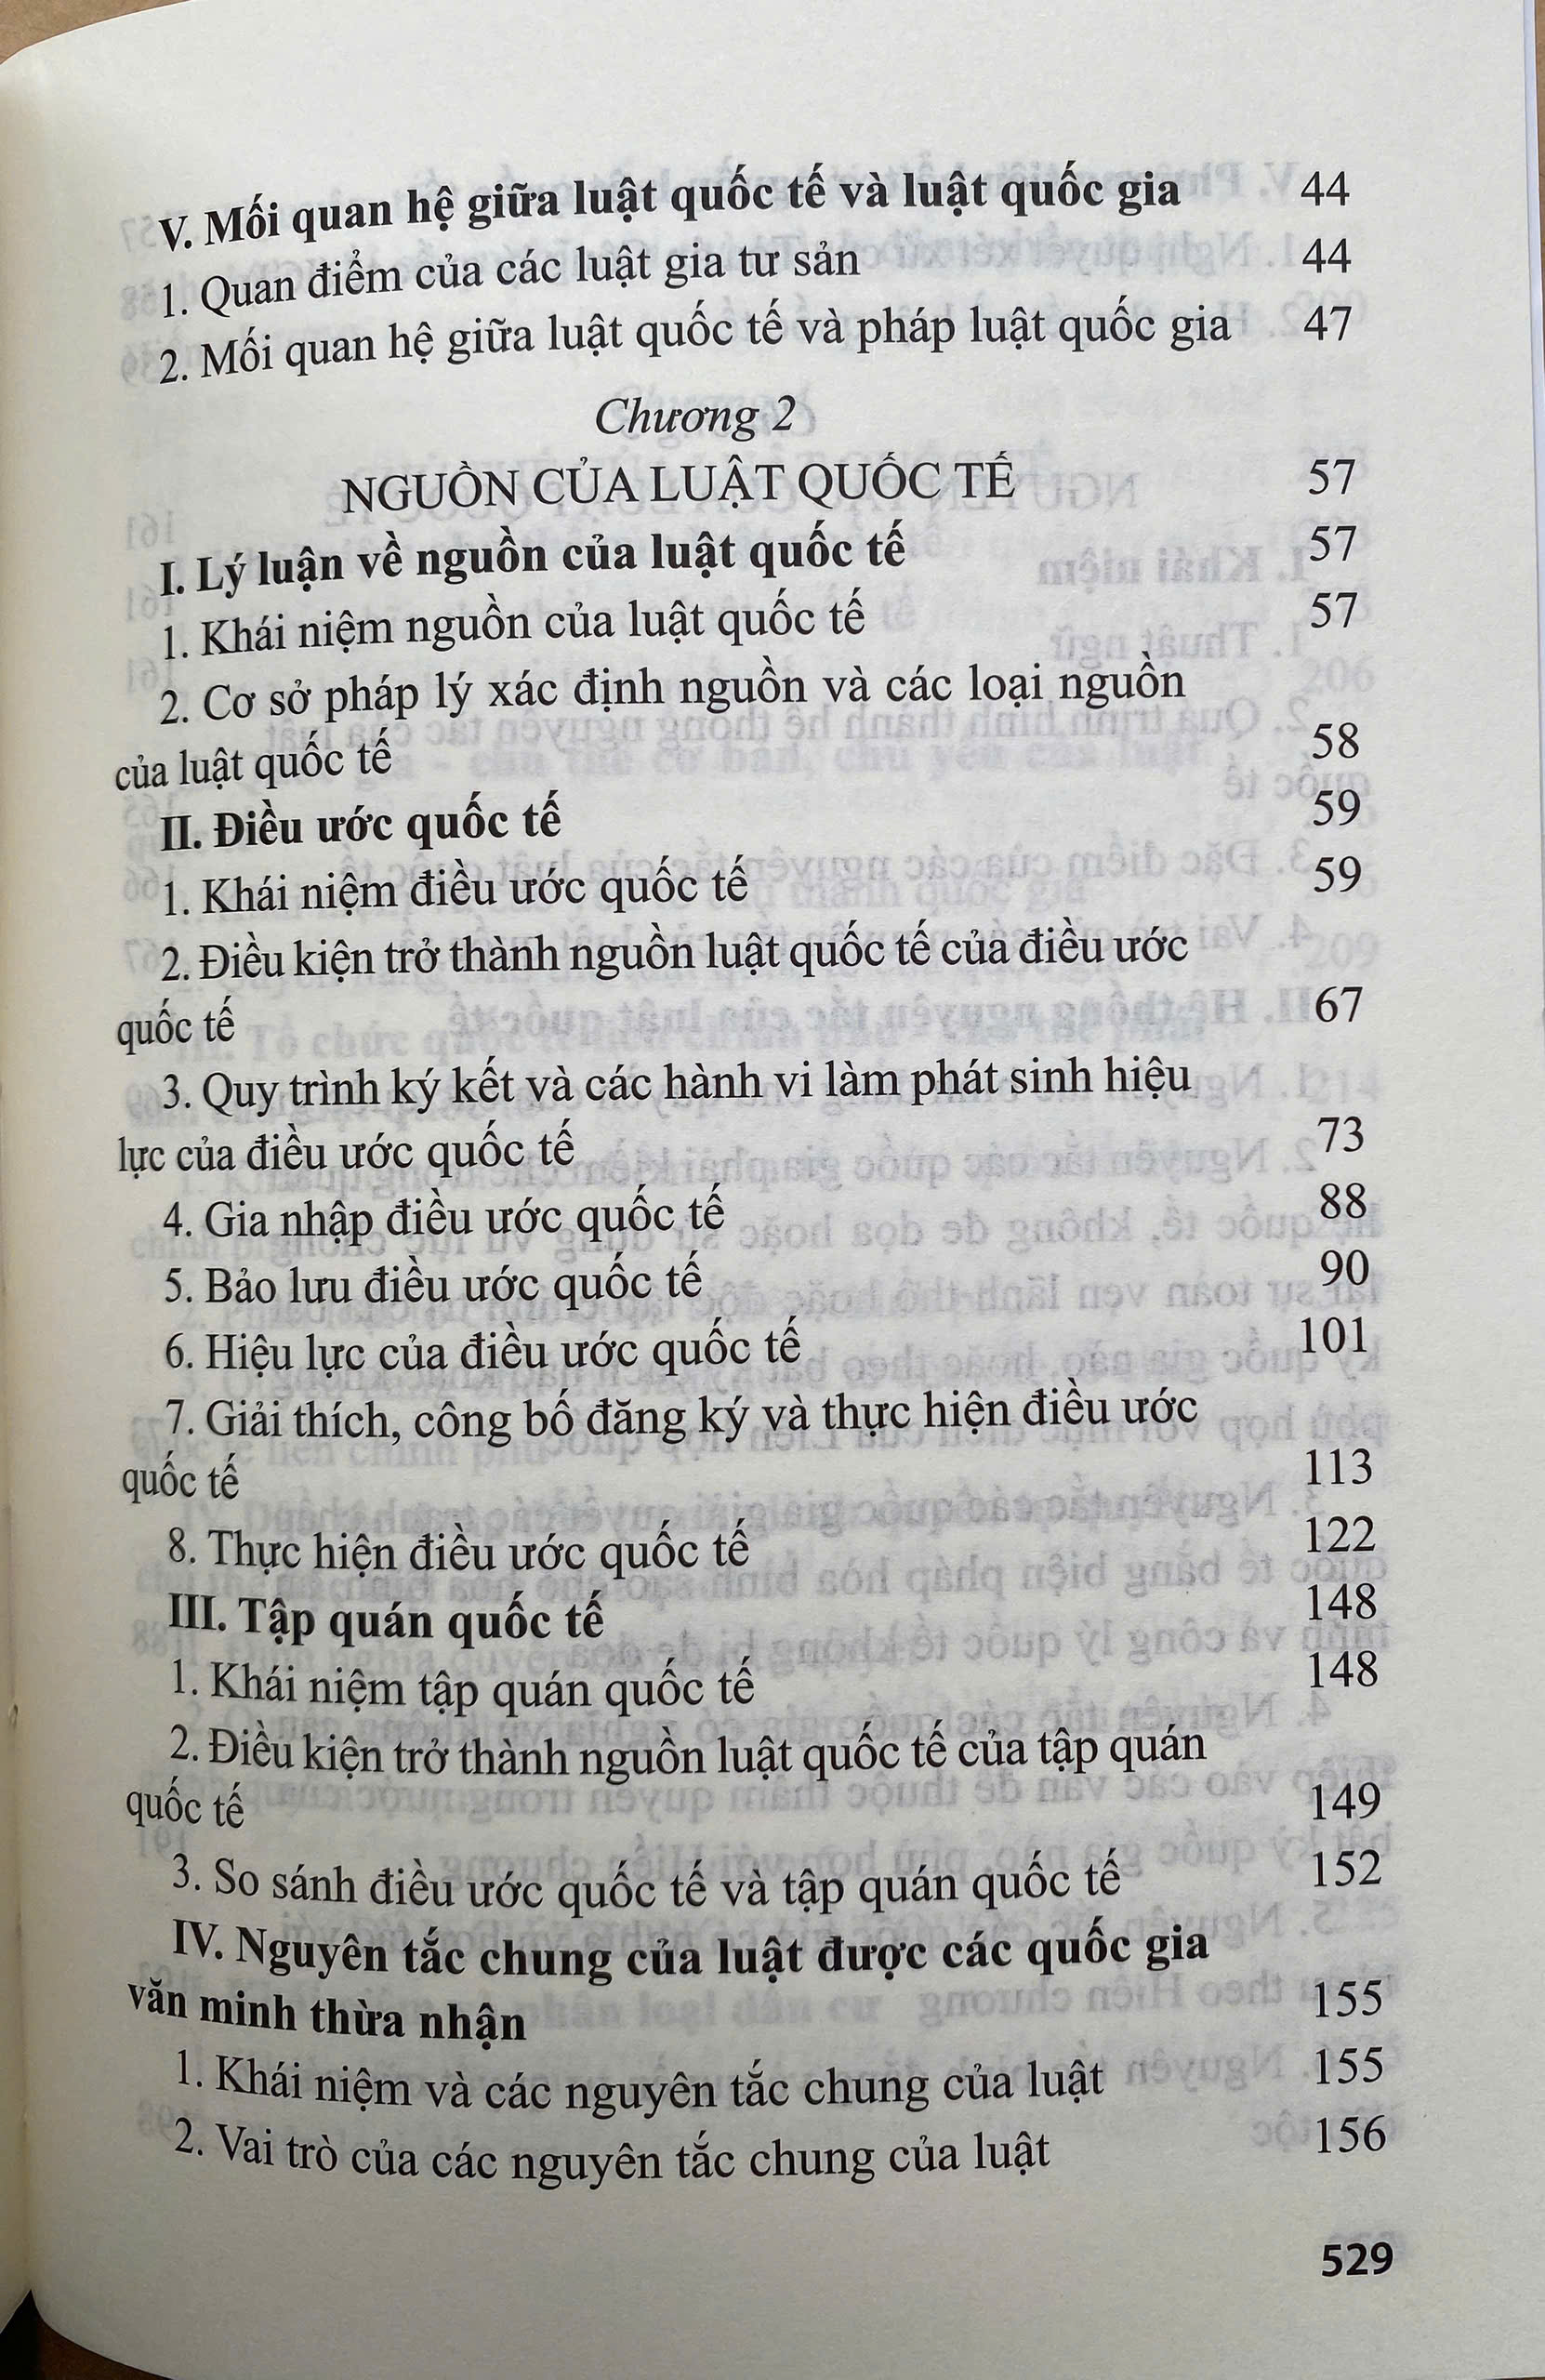 V. Mối quan hệ giữa luật quốc tế và luật quốc gia 44
1. Quan điểm của các luật gia tư sản 44
2. Mối quan hệ giữa luật quốc tế và pháp luật quốc gia 47
Chương 2
NGUỒN CỦA LUẬT QUỐC TẾ 57
I. Lý luận về nguồn của luật quốc tế 57
1. Khái niệm nguồn của luật quốc tế 57
2. Cơ sở pháp lý xác định nguồn và các loại nguồn
của luật quốc tế 58
II. Điều ước quốc tế 59
1. Khái niệm điều ước quốc tế 59
2. Điều kiện trở thành nguồn luật quốc tế của điều ước
quốc tế 67
3. Quy trình ký kết và các hành vi làm phát sinh hiệu
lực của điều ước quốc tế 73
4. Gia nhập điều ước quốc tế 88
5. Bảo lưu điều ước quốc tế 90
6. Hiệu lực của điều ước quốc tế 101
7. Giải thích, công bố đăng ký và thực hiện điều ước
quốc tế 113
8. Thực hiện điều ước quốc tế 122
III. Tập quán quốc tế 148
1. Khái niệm tập quán quốc tế 148
2. Điều kiện trở thành nguồn luật quốc tế của tập quán
quốc tế 149
3. So sánh điều ước quốc tế và tập quán quốc tế 152
IV. Nguyên tắc chung của luật được các quốc gia
văn minh thừa nhận 155
1. Khái niệm và các nguyên tắc chung của luật 155
2. Vai trò của các nguyên tắc chung của luật 156
529